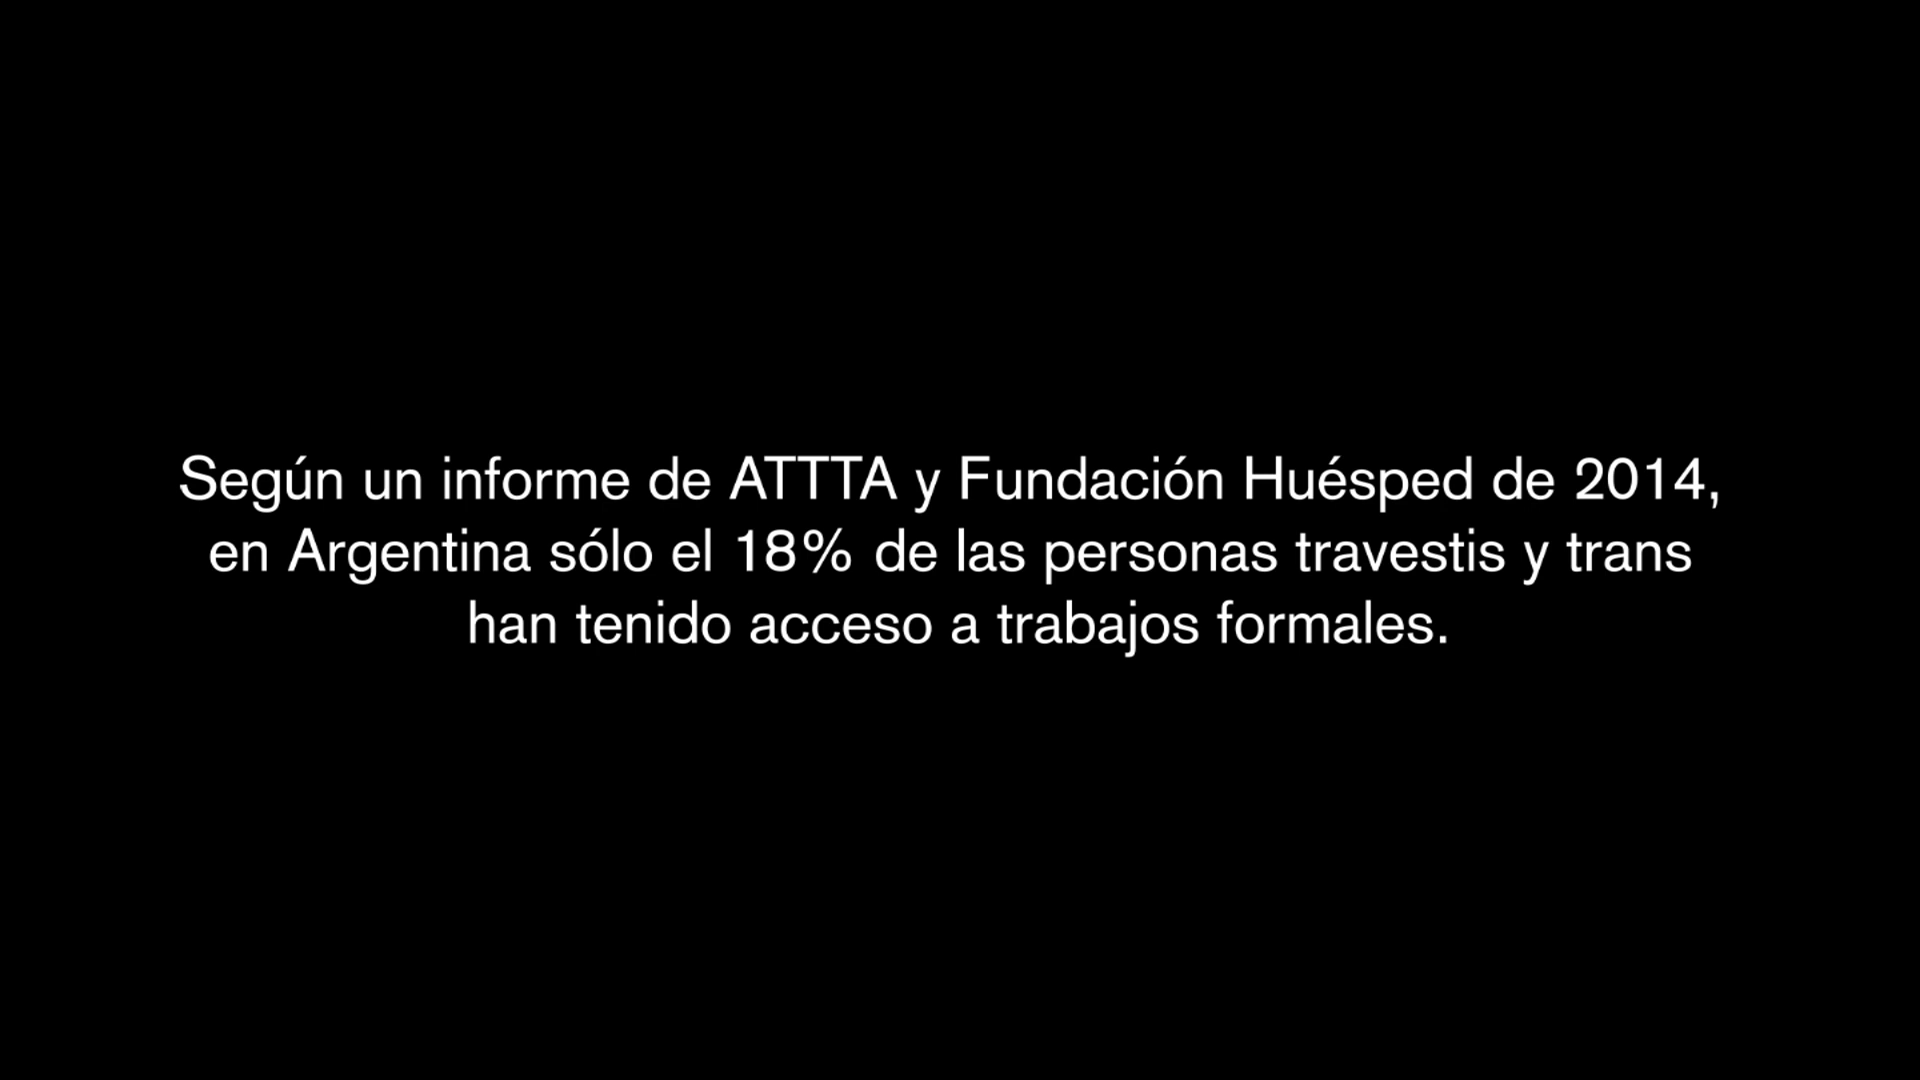 Según un informe de ATTTA y Fundación Huésped de 2014,
en Argentina sólo el 18% de las personas travestis y trans
han tenido acceso a trabajos formales.